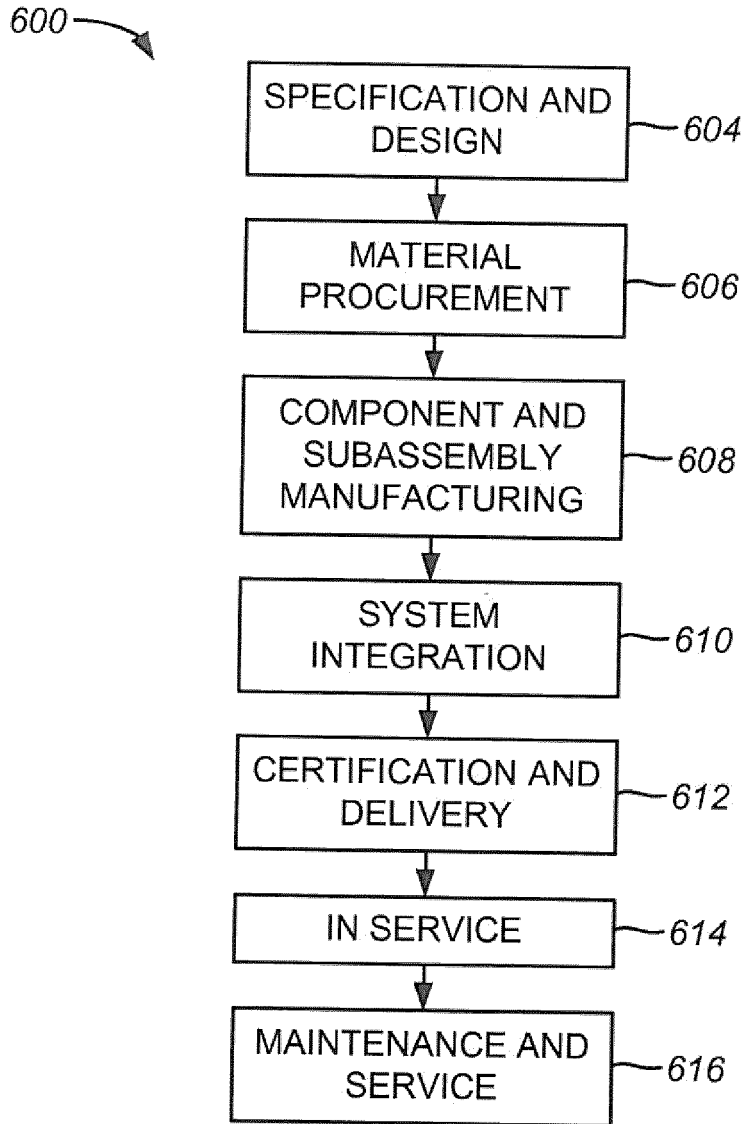 600
SPECIFICATION AND
DESIGN
604
MATERIAL
PROCUREMENT
606
COMPONENT AND
SUBASSEMBLY
MANUFACTURING
608
SYSTEM
INTEGRATION
610
CERTIFICATION AND
DELIVERY
612
IN SERVICE
614
MAINTENANCE AND
SERVICE
616